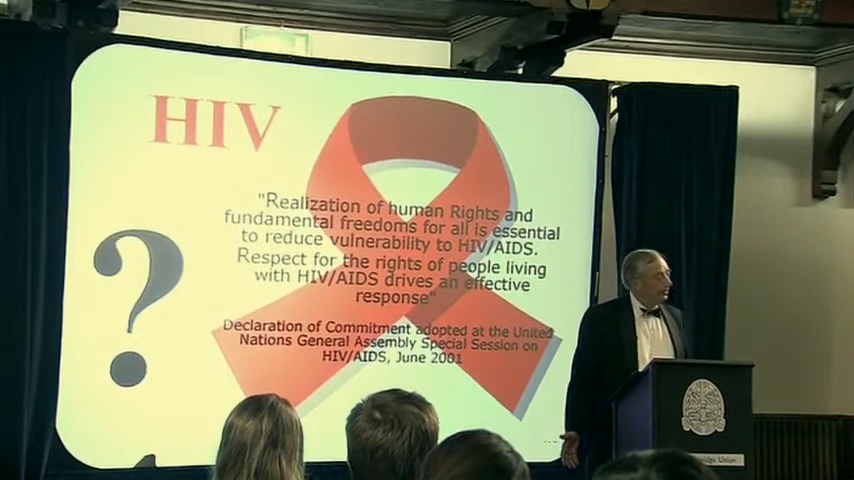 HIV
?
"Realization of human Rights and
fundamental freedoms for all is essential
to reduce vulnerability to HIV/AIDS.
Respect for the rights of people living
with HIV/AIDS drives an effective
response"
Declaration of Commitment adopted at the United
Nations General Assembly Special Session on
HIV/AIDS, June 2001
Union